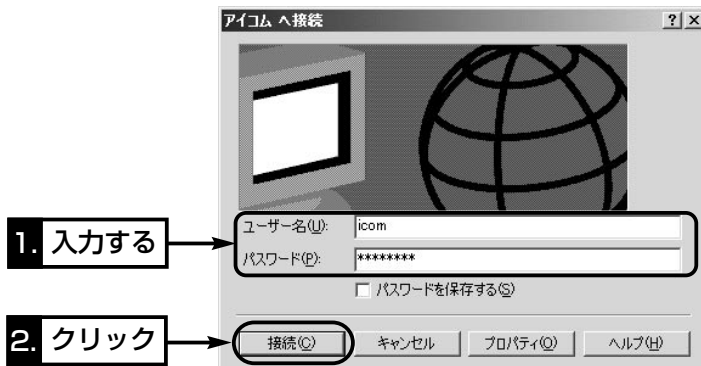 アイコム へ接続
ユーザー名(U): icom
1. 入力する
パスワード(P): ********
パスワードを保存する(S)
2. クリック
接続(C) キャンセル プロパティ(O) ヘルプ(H)